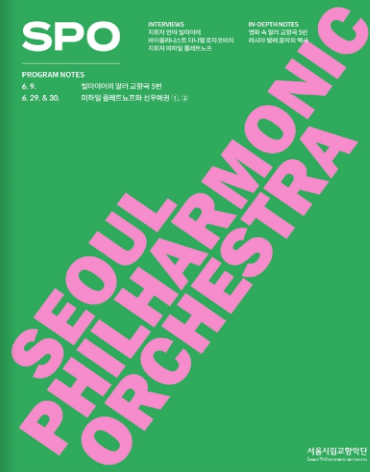 SPO
INTERVIEWS
지휘자 얀아 빌마이어
바이올리니스트 다니엘 로자코비치
지휘자 미하일 플레트뇨프
IN-DEPTH NOTES
영화 속 말러 교향곡 5번
러시아 발레 음악의 역사
PROGRAM NOTES
6. 9. 빌마이어의 말러 교향곡 5번
6. 29. & 30. 미하일 플레트뇨프와 선우예권 ①, ②
SEOUL
PHILHARMONIC
ORCHESTRA
서울시립교향악단
Seoul Philharmonic Orchestra